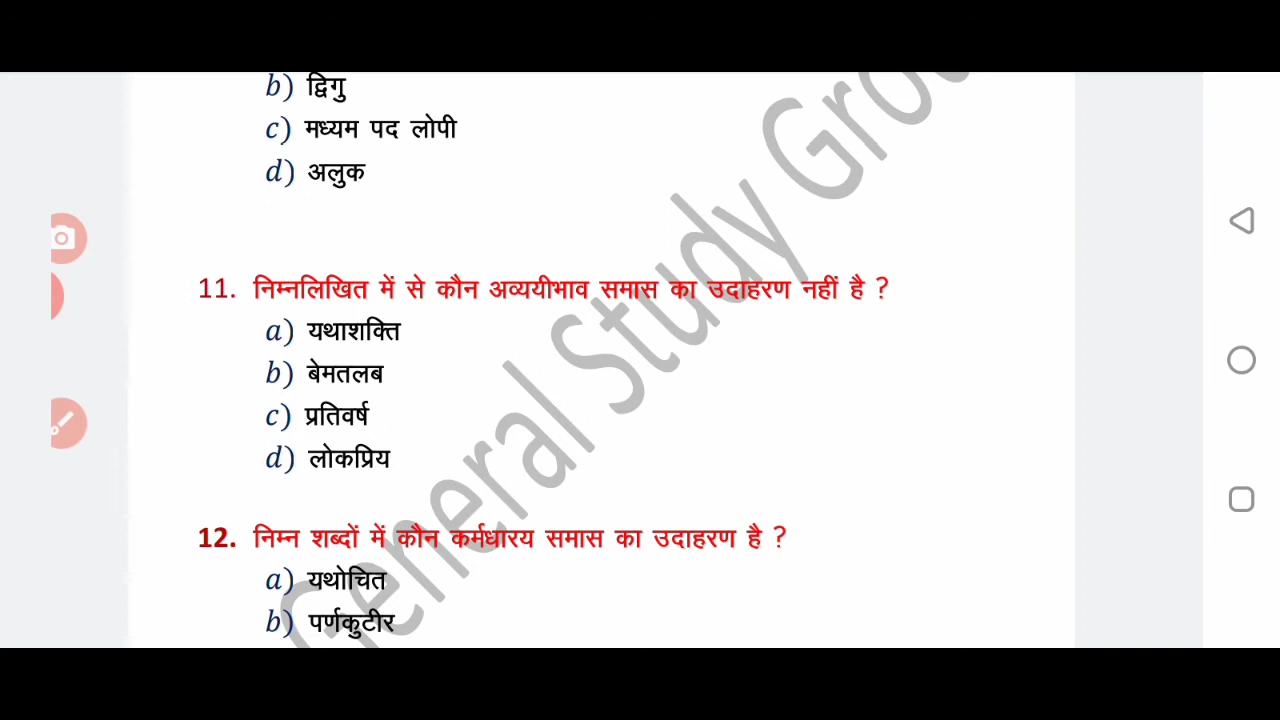 b) द्विगु
c) मध्यम पद लोपी
d) अलुक
11. निम्नलिखित में से कौन अव्ययीभाव समास का उदाहरण नहीं है ?
a) यथाशक्ति
b) बेमतलब
c) प्रतिवर्ष
d) लोकप्रिय
12. निम्न शब्दों में कौन कर्मधारय समास का उदाहरण है ?
a) यथोचित
b) पर्णकुटीर
General Study Grou